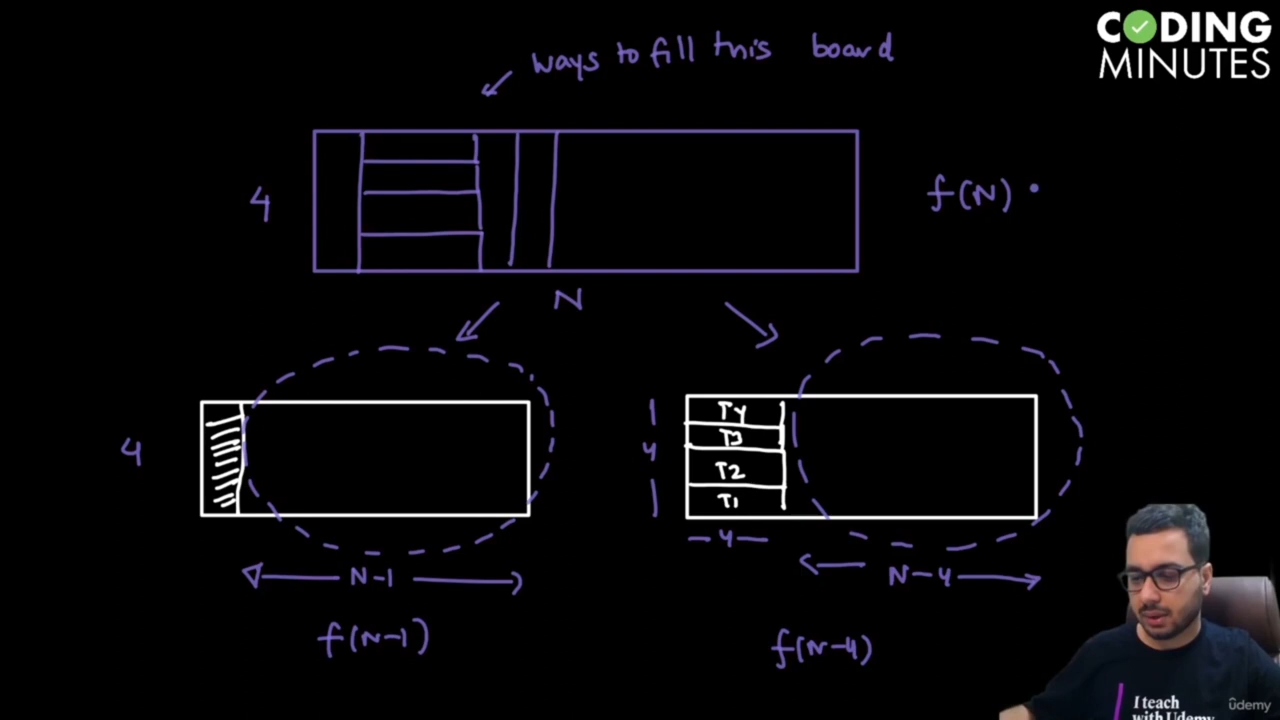 CODING
MINUTES
ways to fill this board
4
f(N)
N
4
T4
T3
T2
T1
4
4
N-1
N-4
f(N-1)
f(N-4)
I teach
with Udemy
ûdemy